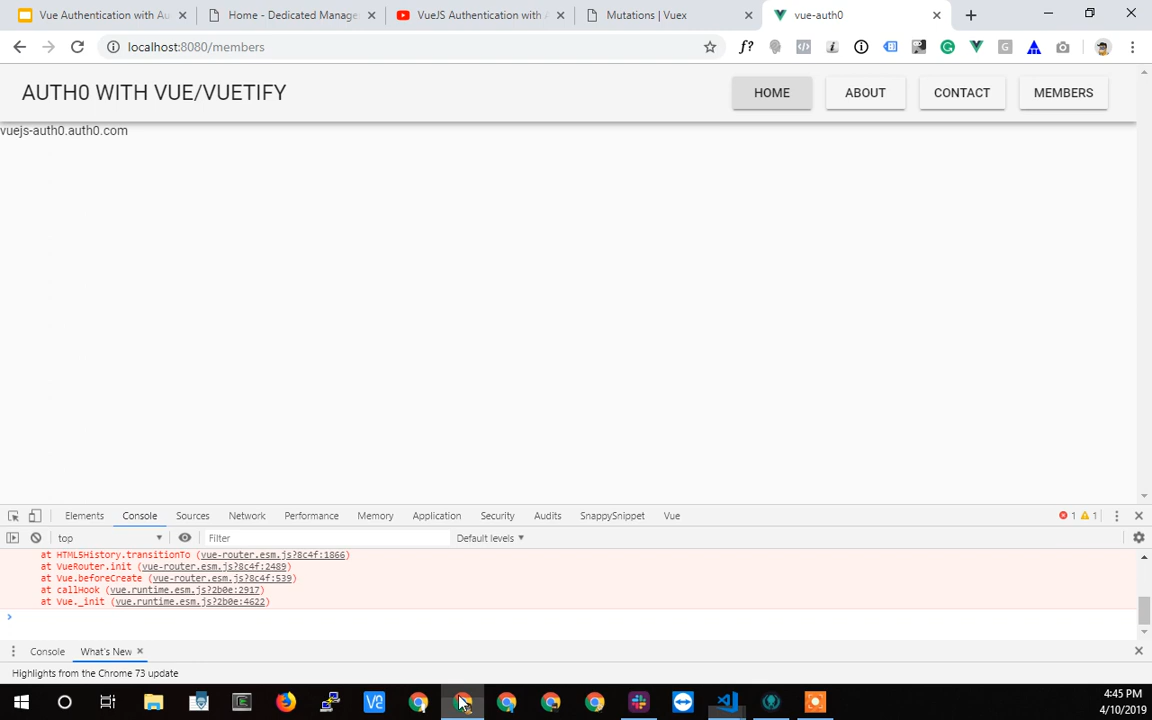 Vue Authentication with Au
Home - Dedicated Manage
VueJS Authentication with A
Mutations | Vuex
vue-auth0
localhost:8080/members
AUTH0 WITH VUE/VUETIFY
HOME
ABOUT
CONTACT
MEMBERS
vuejs-auth0.auth0.com
Elements
Console
Sources
Network
Performance
Memory
Application
Security
Audits
SnappySnippet
Vue
1
1
top
Filter
Default levels
at HTML5History.transitionTo (vue-router.esm.js?8c4f:1866)
at VueRouter.init (vue-router.esm.js?8c4f:2489)
at Vue.beforeCreate (vue-router.esm.js?8c4f:539)
at callHook (vue.runtime.esm.js?2b0e:2917)
at Vue._init (vue.runtime.esm.js?2b0e:4622)
Console
What's New
Highlights from the Chrome 73 update
4:45 PM
4/10/2019